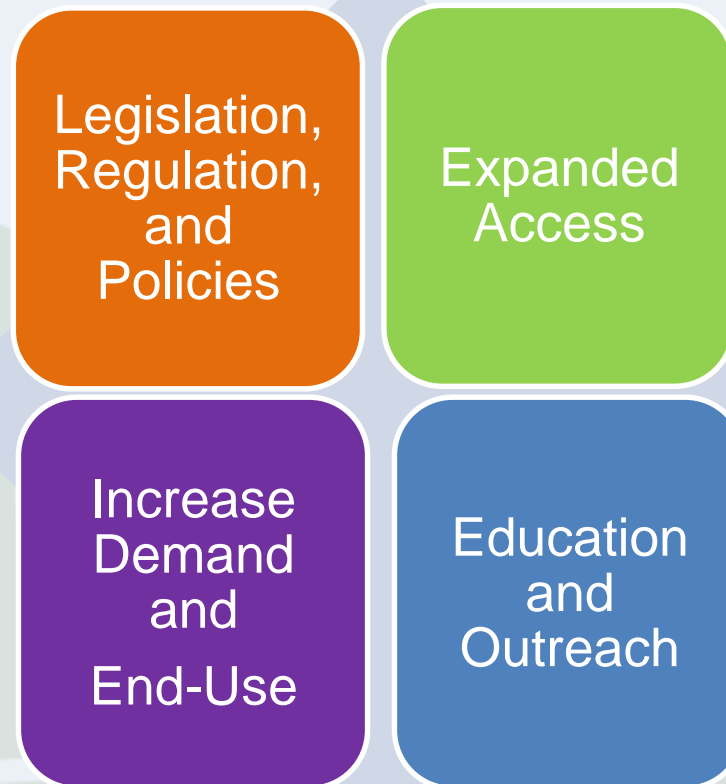 Legislation,
Regulation,
and
Policies
Expanded
Access
Increase
Demand
and
End-Use
Education
and
Outreach